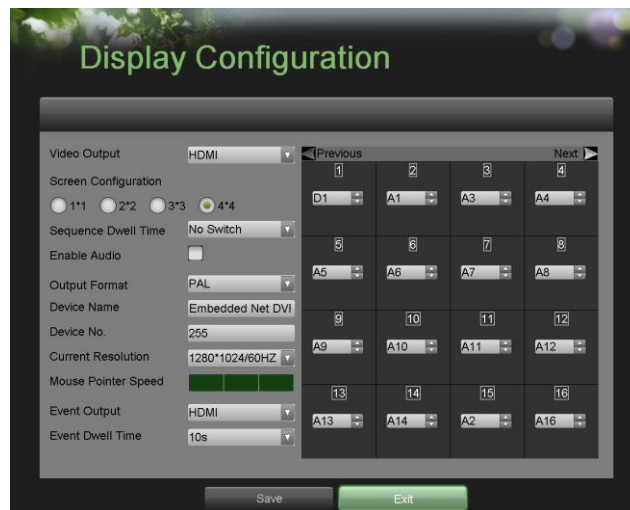 Display Configuration
Video Output HDMI
Previous Next
Screen Configuration
1 2 3 4
1*1 2*2 3*3 4*4
D1 A1 A3 A4
Sequence Dwell Time No Switch
Enable Audio
5 6 7 8
A5 A6 A7 A8
Output Format PAL
Device Name Embedded Net DVI
9 10 11 12
Device No. 255
A9 A10 A11 A12
Current Resolution 1280*1024/60HZ
Mouse Pointer Speed
13 14 15 16
Event Output HDMI
A13 A14 A2 A16
Event Dwell Time 10s
Save Exit